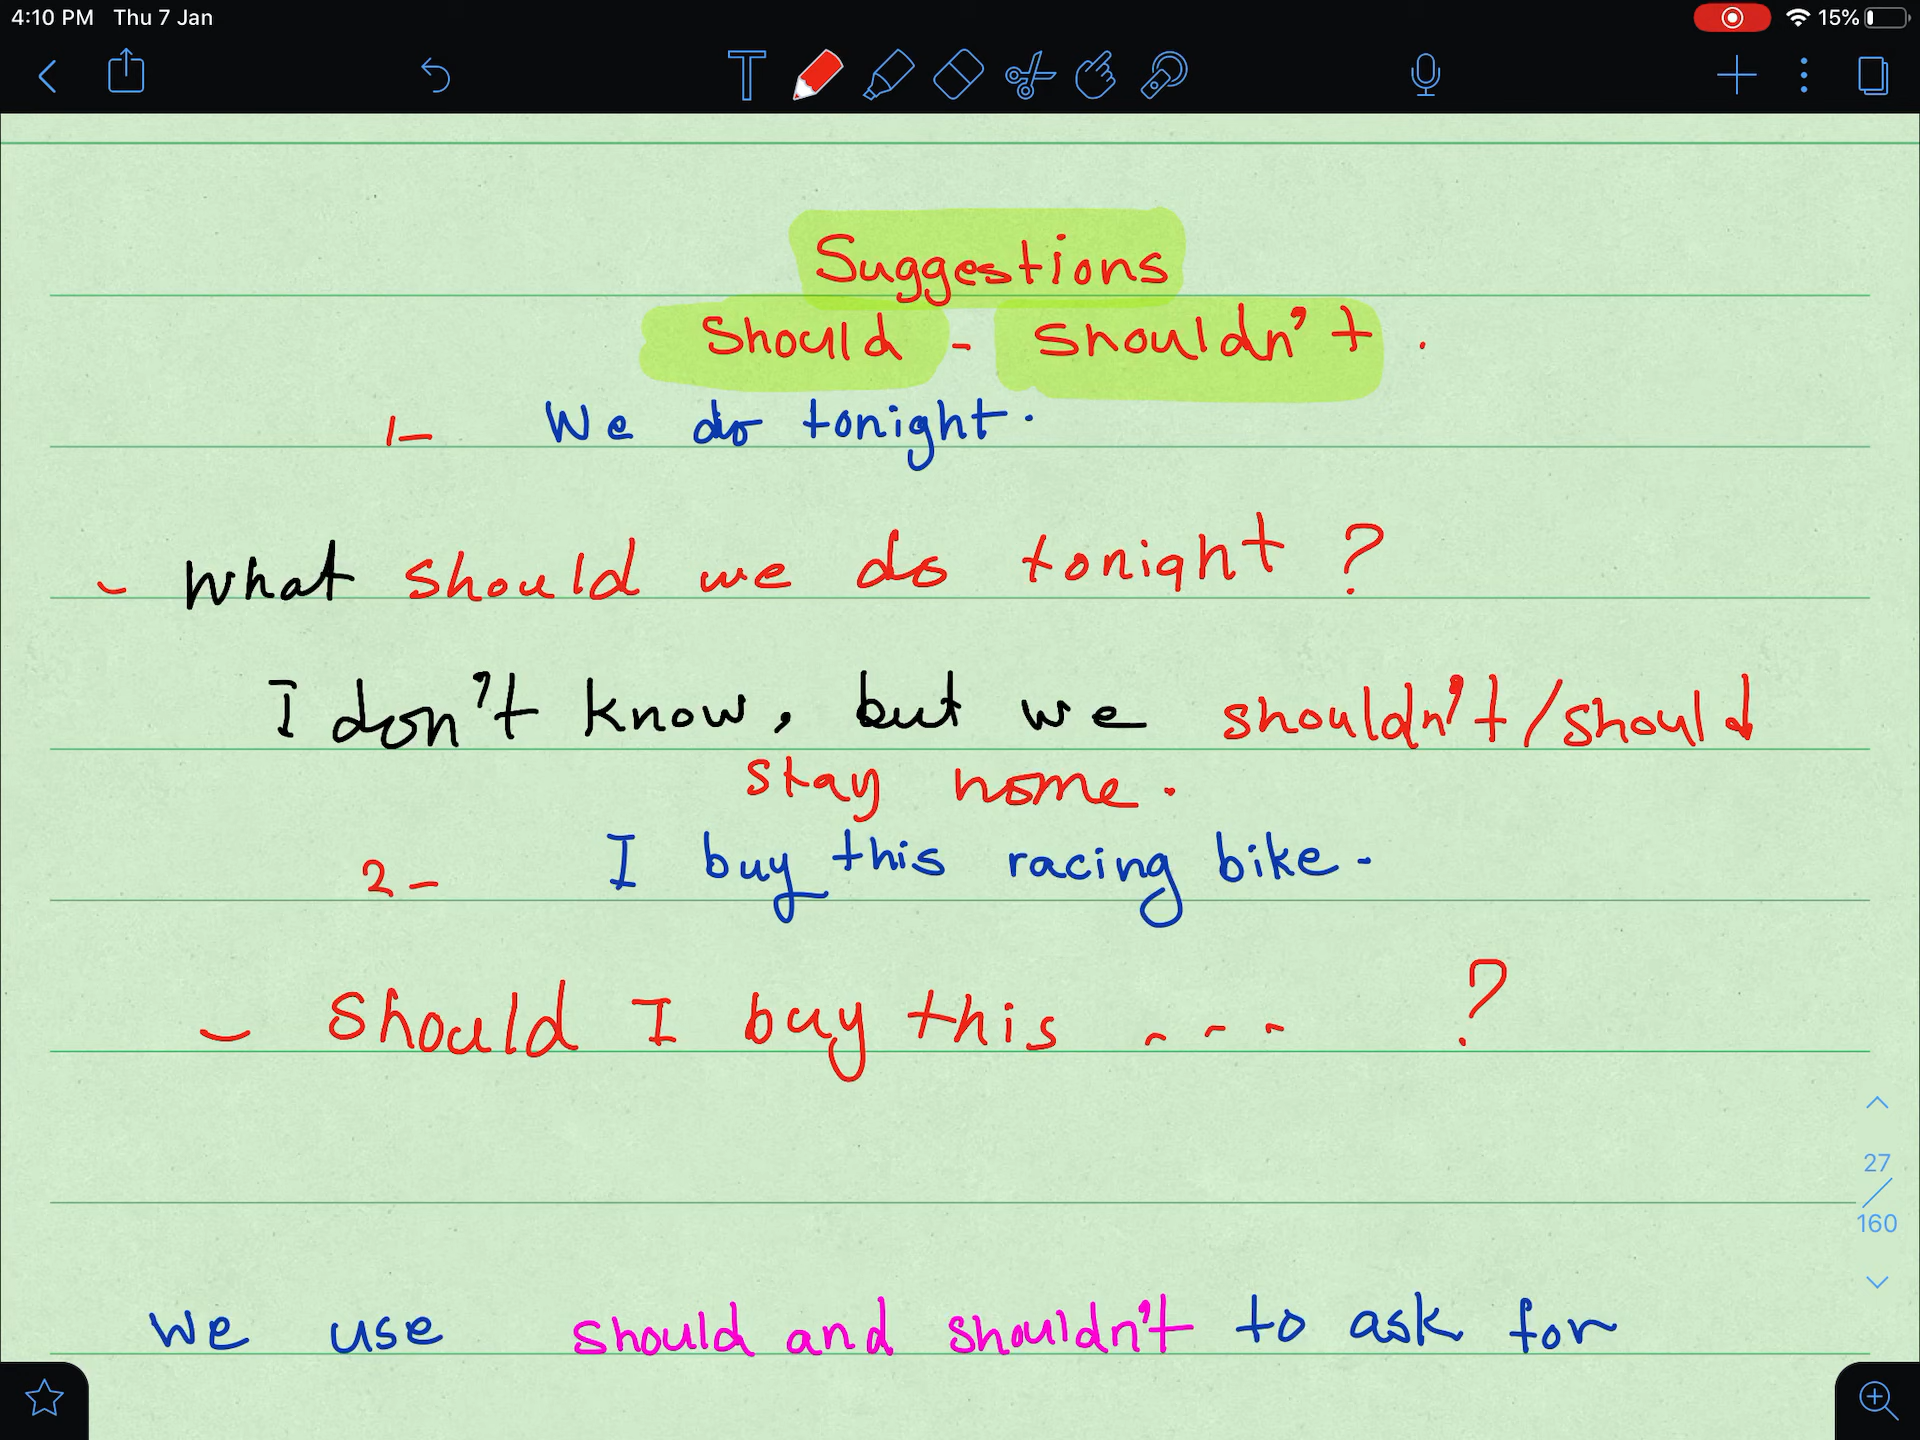 4:10 PM Thu 7 Jan 15%
T
Suggestions
Should - Shouldn't.
1- We do tonight.
- What should we do tonight?
I don't know, but we shouldn't/should
stay home.
2- I buy this racing bike.
- Should I buy this ... ?
27
/
160
We use should and shouldn't to ask for